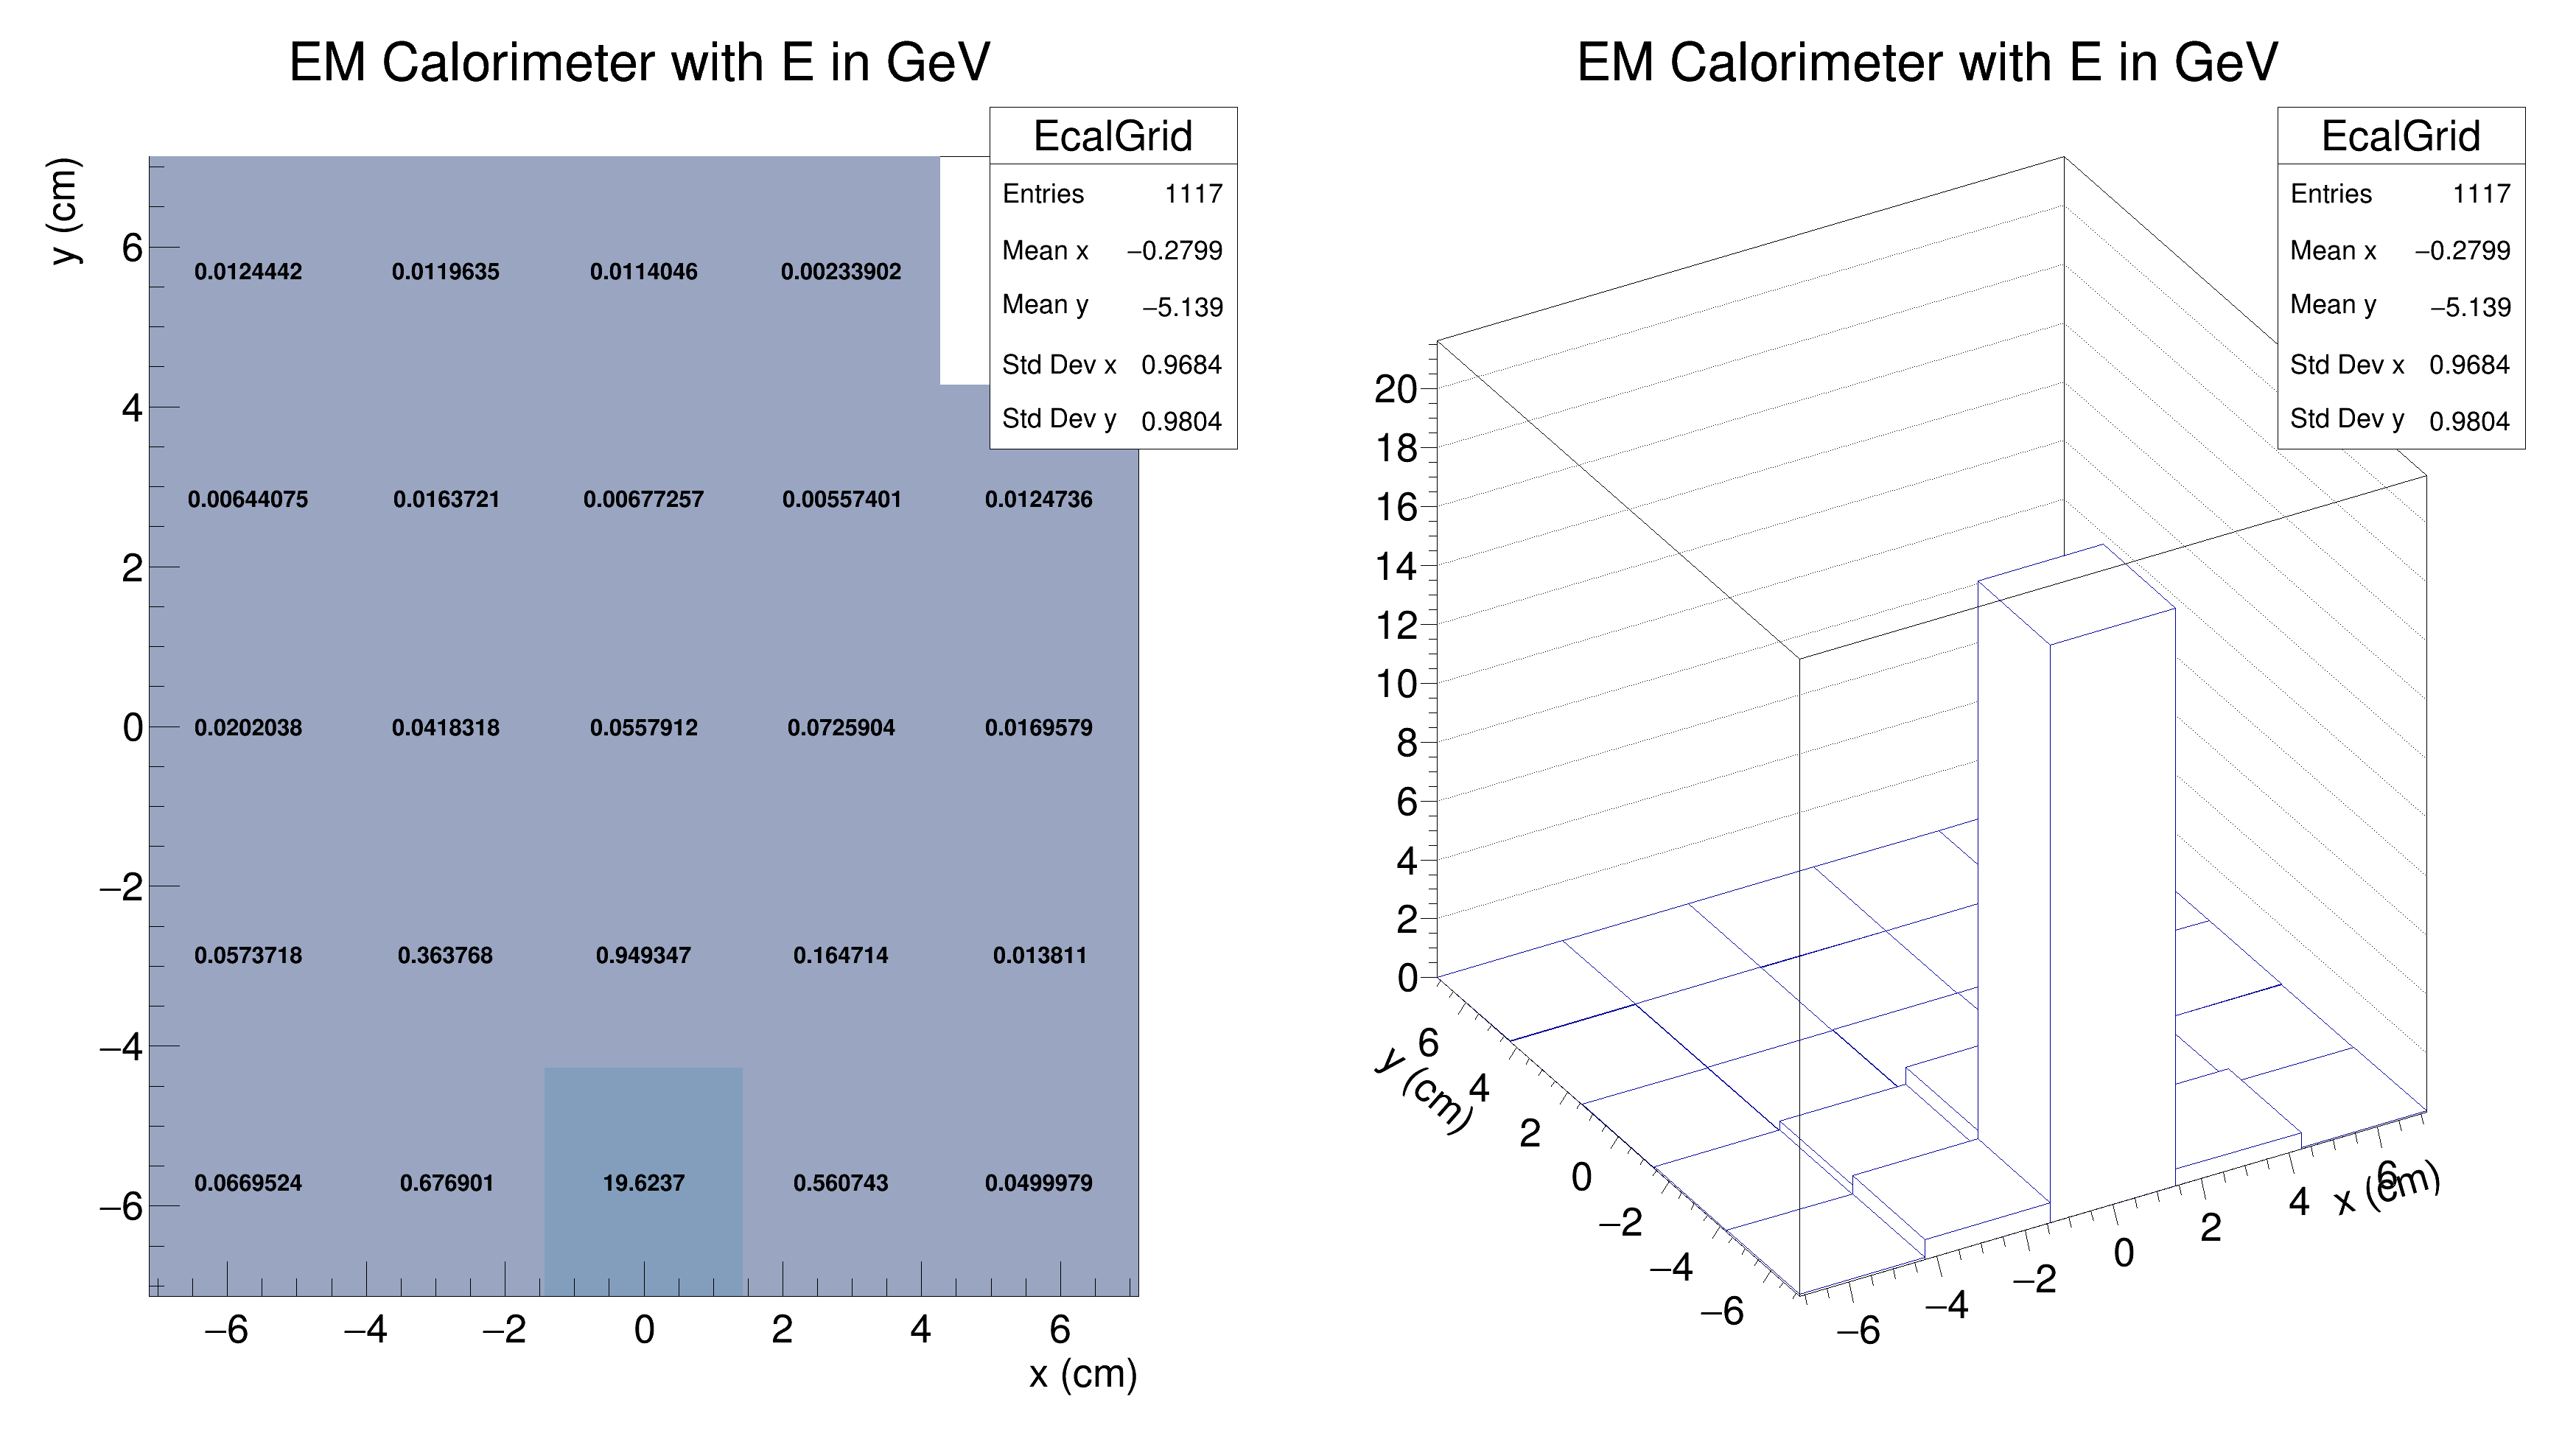 EM Calorimeter with E in GeV
EcalGrid
Entries 1117
Mean x −0.2799
Mean y −5.139
Std Dev x 0.9684
Std Dev y 0.9804
y (cm)
6
4
2
0
−2
−4
−6
0.0124442 0.0119635 0.0114046 0.00233902
0.00644075 0.0163721 0.00677257 0.00557401 0.0124736
0.0202038 0.0418318 0.0557912 0.0725904 0.0169579
0.0573718 0.363768 0.949347 0.164714 0.013811
0.0669524 0.676901 19.6237 0.560743 0.0499979
−6 −4 −2 0 2 4 6
x (cm)
EM Calorimeter with E in GeV
EcalGrid
Entries 1117
Mean x −0.2799
Mean y −5.139
Std Dev x 0.9684
Std Dev y 0.9804
20
18
16
14
12
10
8
6
4
2
0
6
4
2
0
−2
−4
−6
y (cm)
−6
−4
−2
0
2
4
6
x (cm)